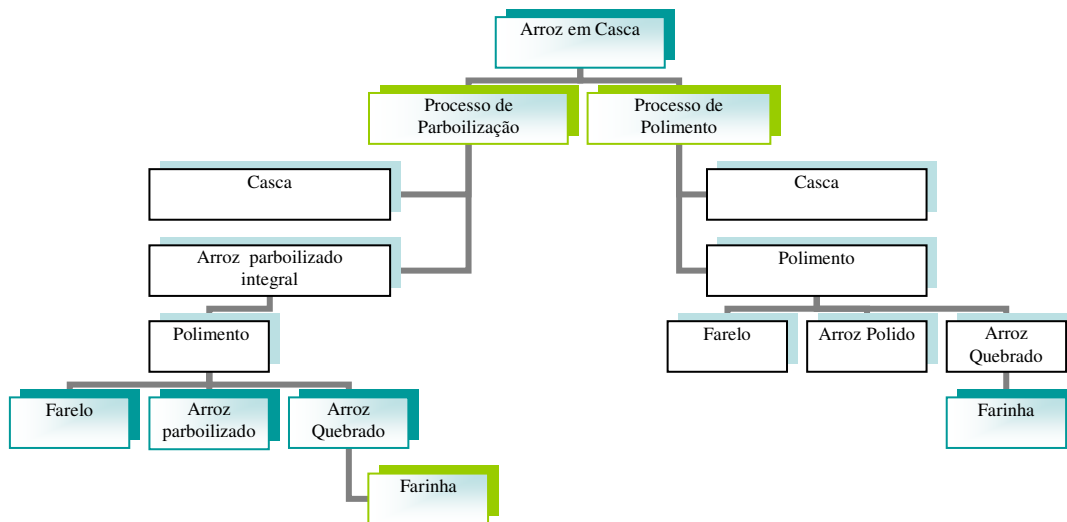 Arroz em Casca
Processo de
Parboilização
Processo de
Polimento
Casca
Casca
Arroz parboilizado
integral
Polimento
Polimento
Farelo
Arroz Polido
Arroz
Quebrado
Farelo
Arroz
parboilizado
Arroz
Quebrado
Farinha
Farinha